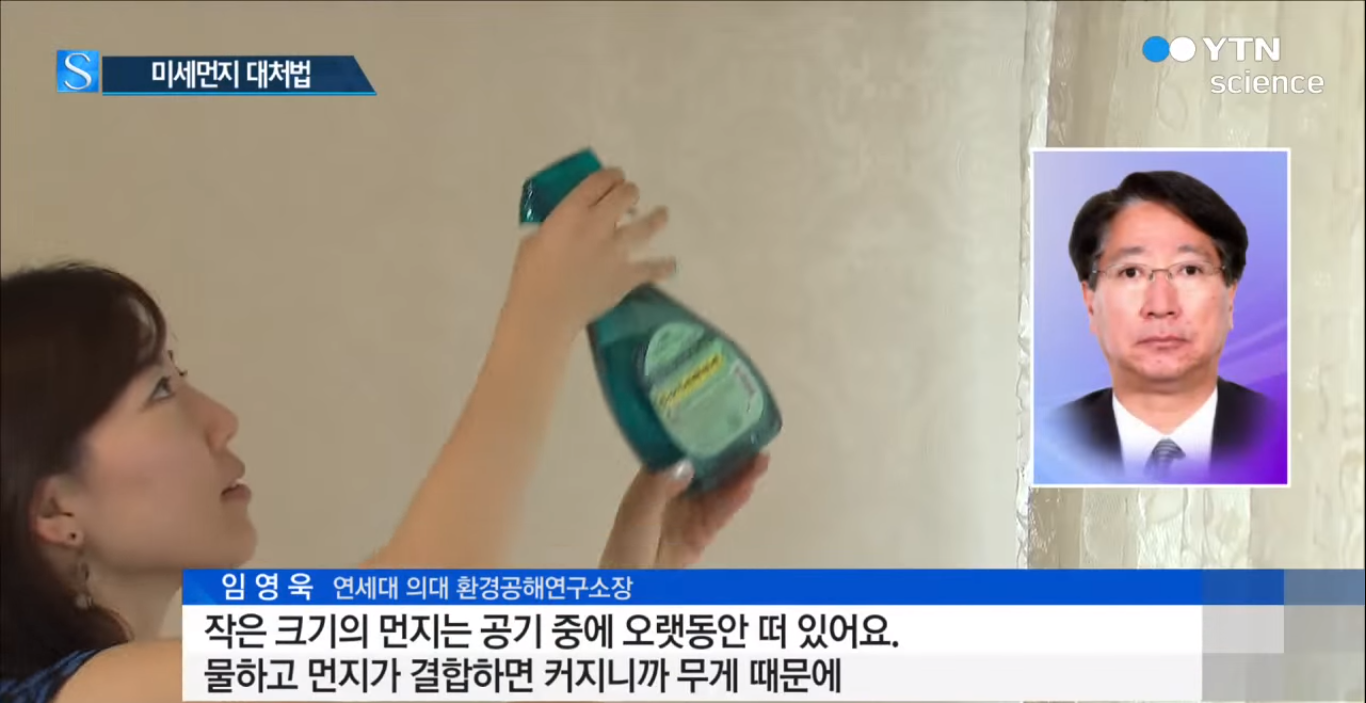 S 미세먼지 대처법
YTN
science
임영욱 연세대 의대 환경공해연구소장
작은 크기의 먼지는 공기 중에 오랫동안 떠 있어요.
물하고 먼지가 결합하면 커지니까 무게 때문에